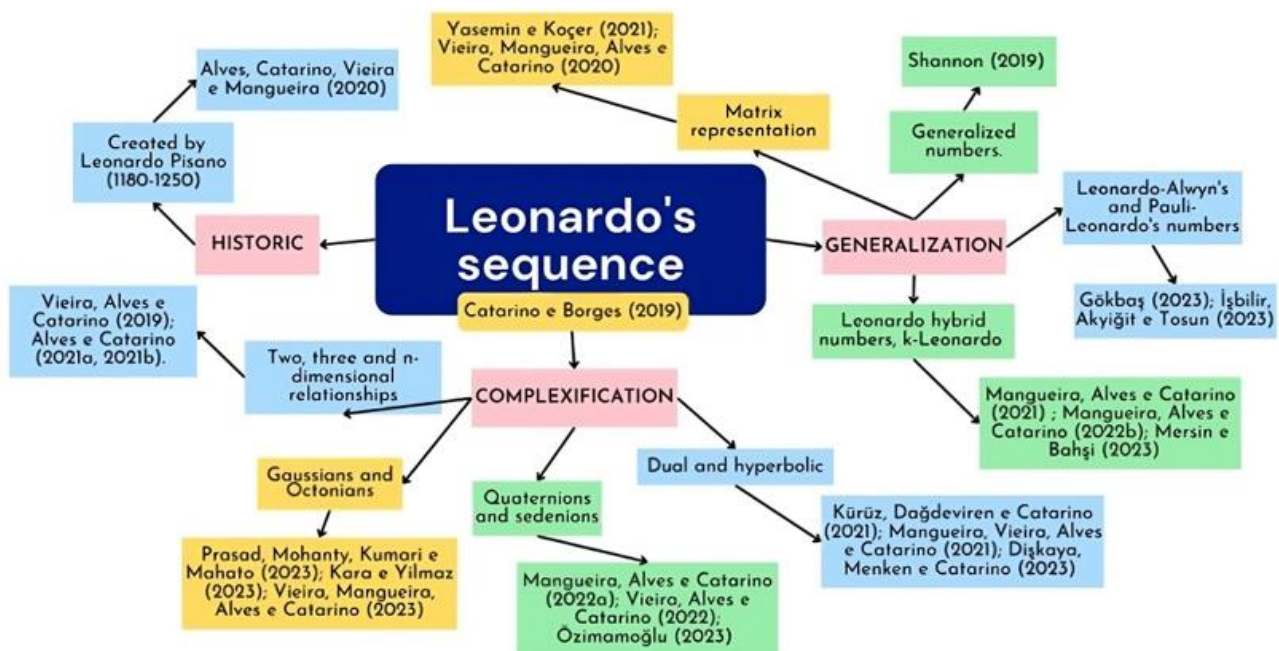 Yasemin e Koçer (2021);
Vieira, Mangueira, Alves e
Catarino (2020)
Shannon (2019)
Alves, Catarino, Vieira
e Mangueira (2020)
Matrix
representation
Generalized
numbers.
Created by
Leonardo Pisano
(1180-1250)
Leonardo-Alwyn's
and Pauli-
Leonardo's numbers
Leonardo's
sequence
HISTORIC
GENERALIZATION
Catarino e Borges (2019)
Gökbaş (2023); İşbilir,
Akyiğit e Tosun (2023)
Vieira, Alves e
Catarino (2019);
Alves e Catarino
(2021a, 2021b).
Leonardo hybrid
numbers, k-Leonardo
Two, three and n-
dimensional
relationships
COMPLEXIFICATION
Mangueira, Alves e Catarino
(2021) ; Mangueira, Alves e
Catarino (2022b); Mersin e
Bahşi (2023)
Dual and hyperbolic
Gaussians and
Octonians
Quaternions
and sedenions
Kürüz, Dağdeviren e Catarino
(2021); Mangueira, Vieira, Alves
e Catarino (2021); Dişkaya,
Menken e Catarino (2023)
Prasad, Mohanty, Kumari e
Mahato (2023); Kara e Yilmaz
(2023); Vieira, Mangueira,
Alves e Catarino (2023)
Mangueira, Alves e Catarino
(2022a); Vieira, Alves e
Catarino (2022);
Özimamoğlu (2023)